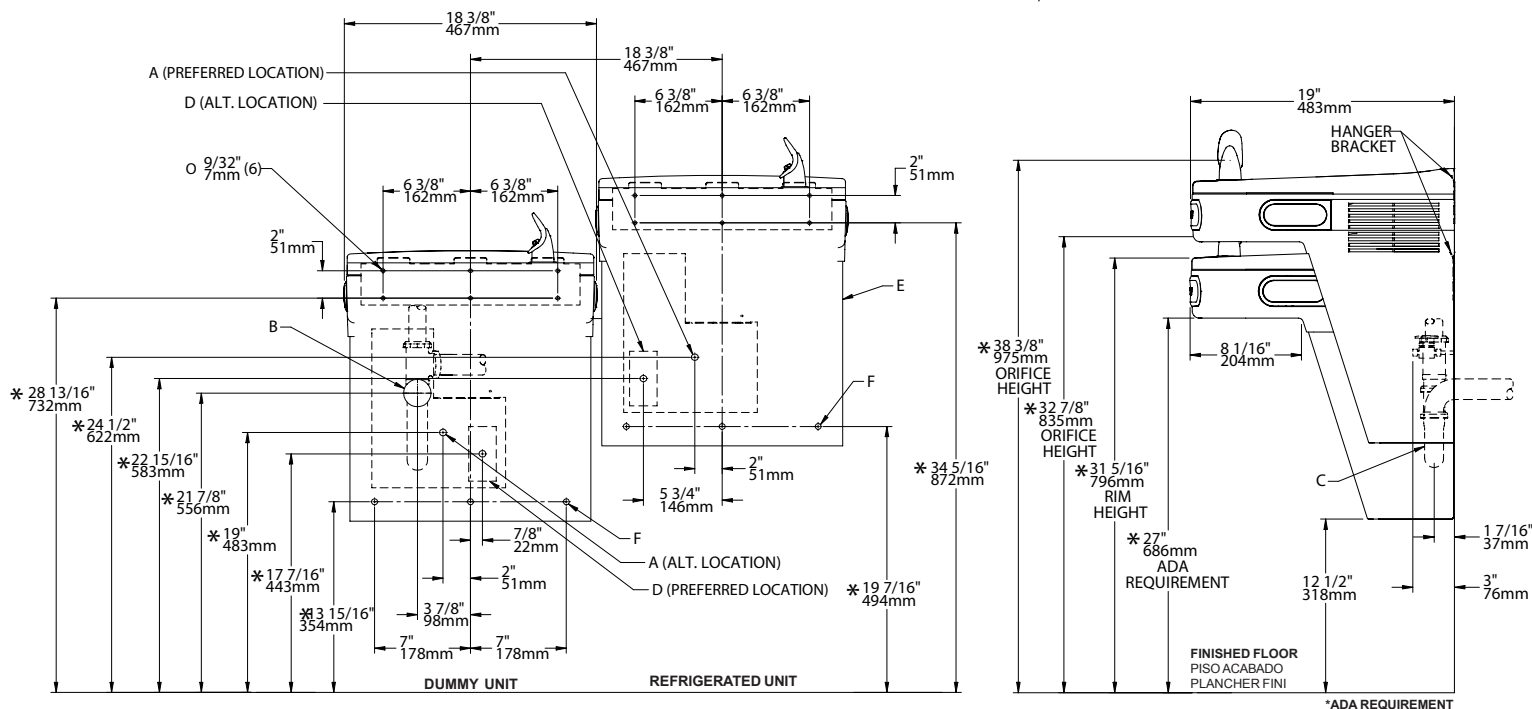 18 3/8"
467mm
18 3/8"
467mm
A (PREFERRED LOCATION)
D (ALT. LOCATION)
6 3/8"
162mm
6 3/8"
162mm
O 9/32" (6)
7mm
6 3/8"
162mm
6 3/8"
162mm
2"
51mm
2"
51mm
B
E
F
* 28 13/16"
732mm
*24 1/2"
622mm
*22 15/16"
583mm
*21 7/8"
556mm
* 19"
483mm
*17 7/16"
443mm
*13 15/16"
354mm
2"
51mm
5 3/4"
146mm
* 34 5/16"
872mm
7/8"
22mm
F
A (ALT. LOCATION)
D (PREFERRED LOCATION)
2"
51mm
3 7/8"
98mm
* 19 7/16"
494mm
7"
178mm
7"
178mm
DUMMY UNIT
REFRIGERATED UNIT
19"
483mm
HANGER
BRACKET
* 38 3/8"
975mm
ORIFICE
HEIGHT
8 1/16"
204mm
*32 7/8"
835mm
ORIFICE
HEIGHT
*31 5/16"
796mm
RIM
HEIGHT
* 27"
686mm
ADA
REQUIREMENT
C
1 7/16"
37mm
12 1/2"
318mm
3"
76mm
FINISHED FLOOR
PISO ACABADO
PLANCHER FINI
*ADA REQUIREMENT